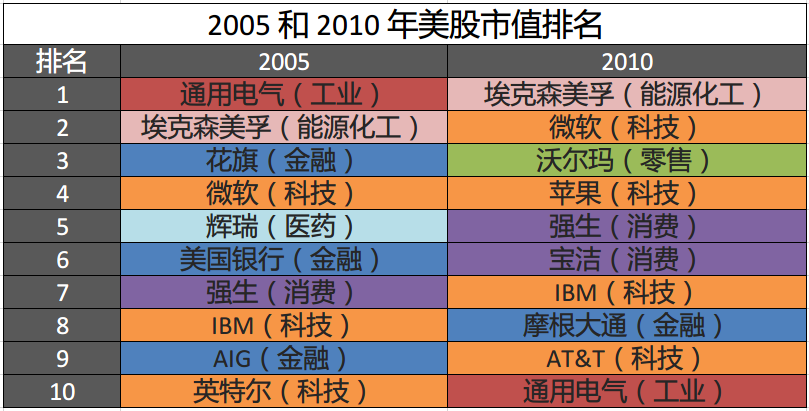 2005 和 2010 年美股市值排名
排名 2005 2010
1 通用电气（工业） 埃克森美孚（能源化工）
2 埃克森美孚（能源化工） 微软（科技）
3 花旗（金融） 沃尔玛（零售）
4 微软（科技） 苹果（科技）
5 辉瑞（医药） 强生（消费）
6 美国银行（金融） 宝洁（消费）
7 强生（消费） IBM（科技）
8 IBM（科技） 摩根大通（金融）
9 AIG（金融） AT&T（科技）
10 英特尔（科技） 通用电气（工业）